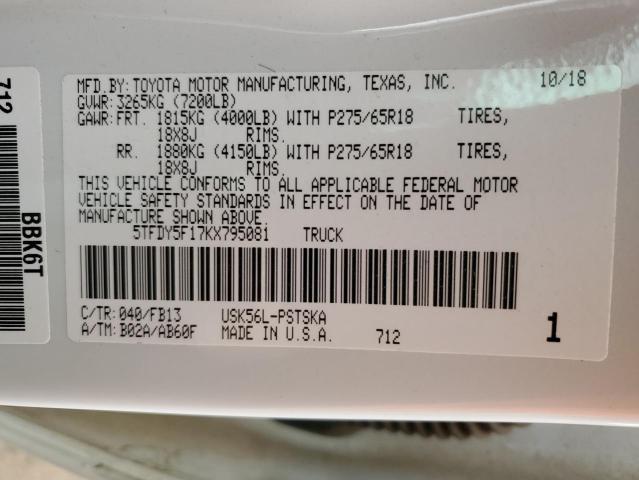 MFD.BY:TOYOTA MOTOR MANUFACTURING, TEXAS, INC. 10/18
GVWR:3265KG (7200LB)
GAWR:FRT. 1815KG (4000LB) WITH P275/65R18 TIRES,
18X8J RIMS.
RR. 1880KG (4150LB) WITH P275/65R18 TIRES,
18X8J RIMS.
THIS VEHICLE CONFORMS TO ALL APPLICABLE FEDERAL MOTOR
VEHICLE SAFETY STANDARDS IN EFFECT ON THE DATE OF
MANUFACTURE SHOWN ABOVE.
5TFDY5F17KX795081 TRUCK
C/TR:040/FB13 USK56L-PSTSKA
A/TM:B02A/AB60F MADE IN U.S.A. 712 1
712
BBK6T